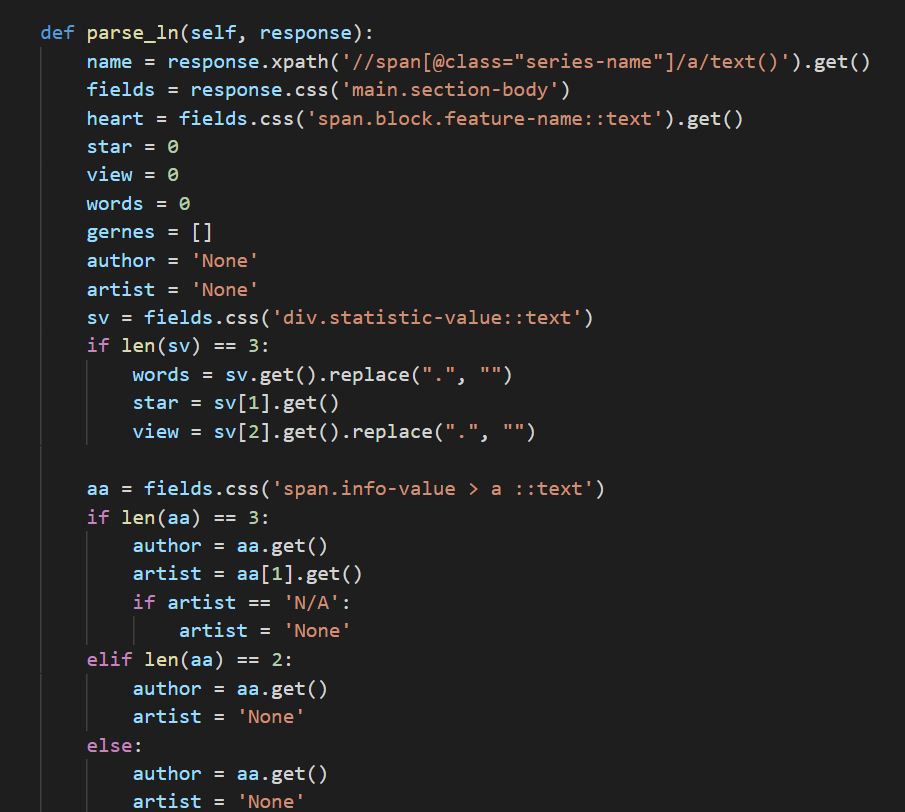 def parse_ln(self, response):
    name = response.xpath('//span[@class="series-name"]/a/text()').get()
    fields = response.css('main.section-body')
    heart = fields.css('span.block.feature-name::text').get()
    star = 0
    view = 0
    words = 0
    gernes = []
    author = 'None'
    artist = 'None'
    sv = fields.css('div.statistic-value::text')
    if len(sv) == 3:
        words = sv.get().replace(".", "")
        star = sv[1].get()
        view = sv[2].get().replace(".", "")

    aa = fields.css('span.info-value > a ::text')
    if len(aa) == 3:
        author = aa.get()
        artist = aa[1].get()
        if artist == 'N/A':
            artist = 'None'
    elif len(aa) == 2:
        author = aa.get()
        artist = 'None'
    else:
        author = aa.get()
        artist = 'None'